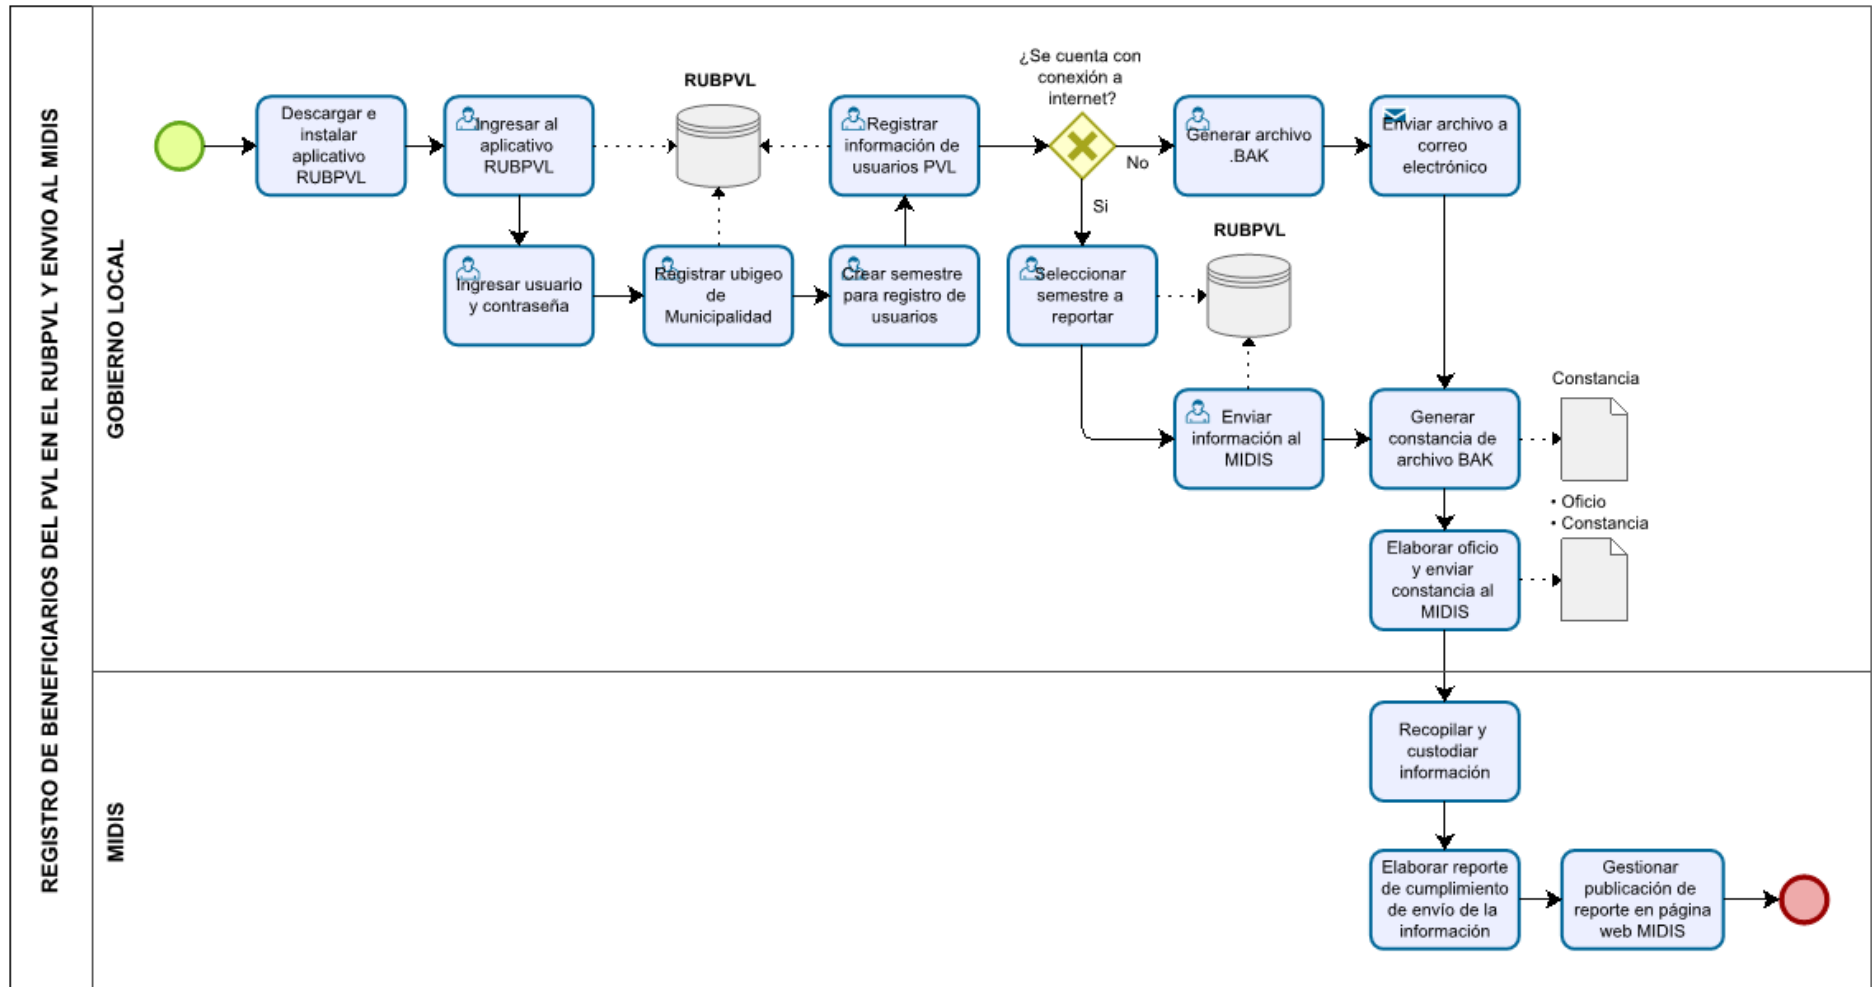 REGISTRO DE BENEFICIARIOS DEL PVL EN EL RUBPVL Y ENVIO AL MIDIS
GOBIERNO LOCAL
Descargar e
instalar
aplicativo
RUBPVL
Ingresar al
aplicativo
RUBPVL
RUBPVL
Registrar
información de
usuarios PVL
¿Se cuenta con
conexión a
internet?
No
Si
Generar archivo
.BAK
Enviar archivo a
correo
electrónico
Ingresar usuario
y contraseña
Registrar ubigeo
de
Municipalidad
Crear semestre
para registro de
usuarios
Seleccionar
semestre a
reportar
RUBPVL
Enviar
información al
MIDIS
Generar
constancia de
archivo BAK
Constancia
• Oficio
• Constancia
Elaborar oficio
y enviar
constancia al
MIDIS
MIDIS
Recopilar y
custodiar
información
Elaborar reporte
de cumplimiento
de envío de la
información
Gestionar
publicación de
reporte en página
web MIDIS